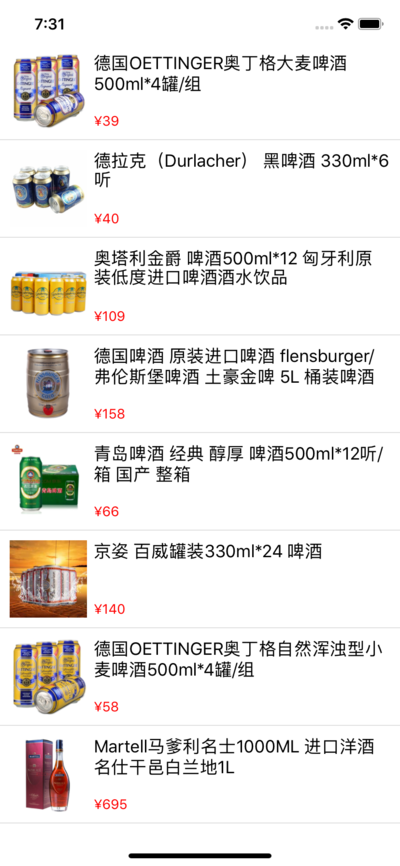 7:31
德国OETTINGER奥丁格大麦啤酒
500ml*4罐/组
¥39
德拉克（Durlacher） 黑啤酒 330ml*6
听
¥40
奥塔利金爵 啤酒500ml*12 匈牙利原
装低度进口啤酒酒水饮品
¥109
德国啤酒 原装进口啤酒 flensburger/
弗伦斯堡啤酒 土豪金啤 5L 桶装啤酒
¥158
青岛啤酒 经典 醇厚 啤酒500ml*12听/
箱 国产 整箱
¥66
京姿 百威罐装330ml*24 啤酒
¥140
德国OETTINGER奥丁格自然浑浊型小
麦啤酒500ml*4罐/组
¥58
Martell马爹利名士1000ML 进口洋酒
名仕干邑白兰地1L
¥695